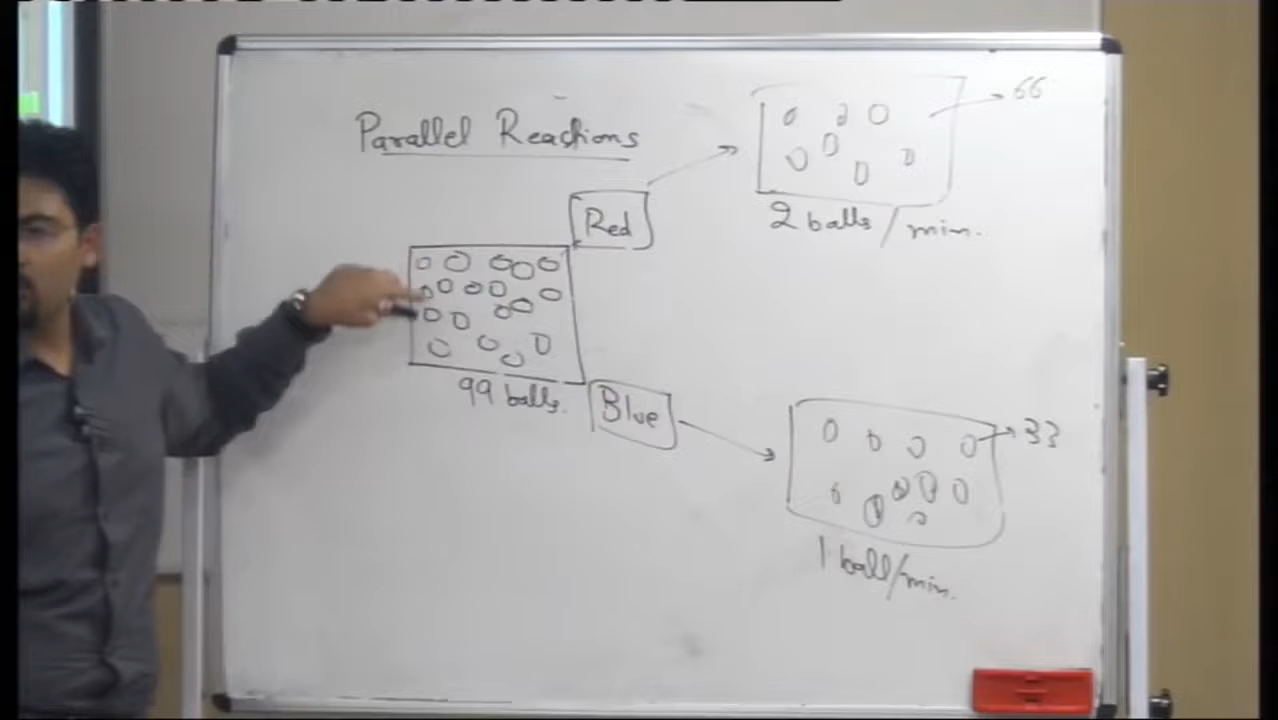 Parallel Reactions
66
2 balls / min.
Red
99 balls.
Blue
33
1 ball/min.